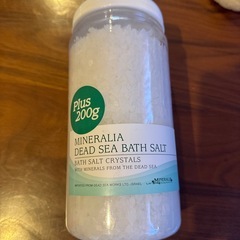 Plus
200g
MINERALIA
DEAD SEA BATH SALT
BATH SALT CRYSTALS
WITH MINERALS FROM THE DEAD SEA